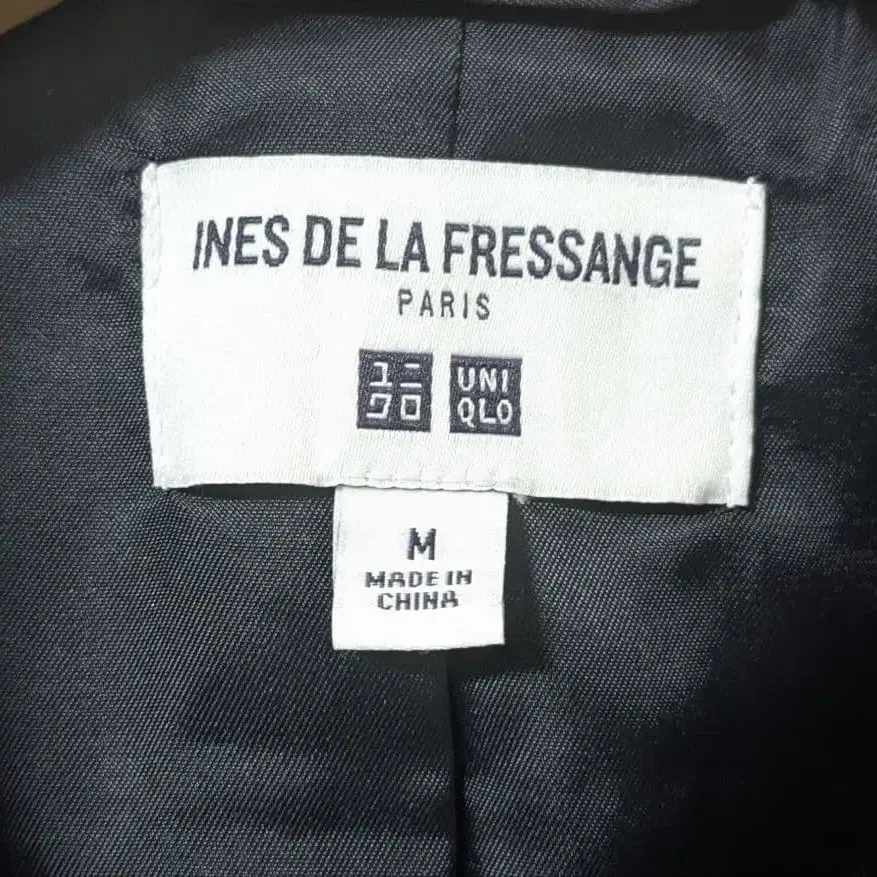 INES DE LA FRESSANGE
PARIS
ユニ UNI
クロ QLO
M
MADE IN
CHINA